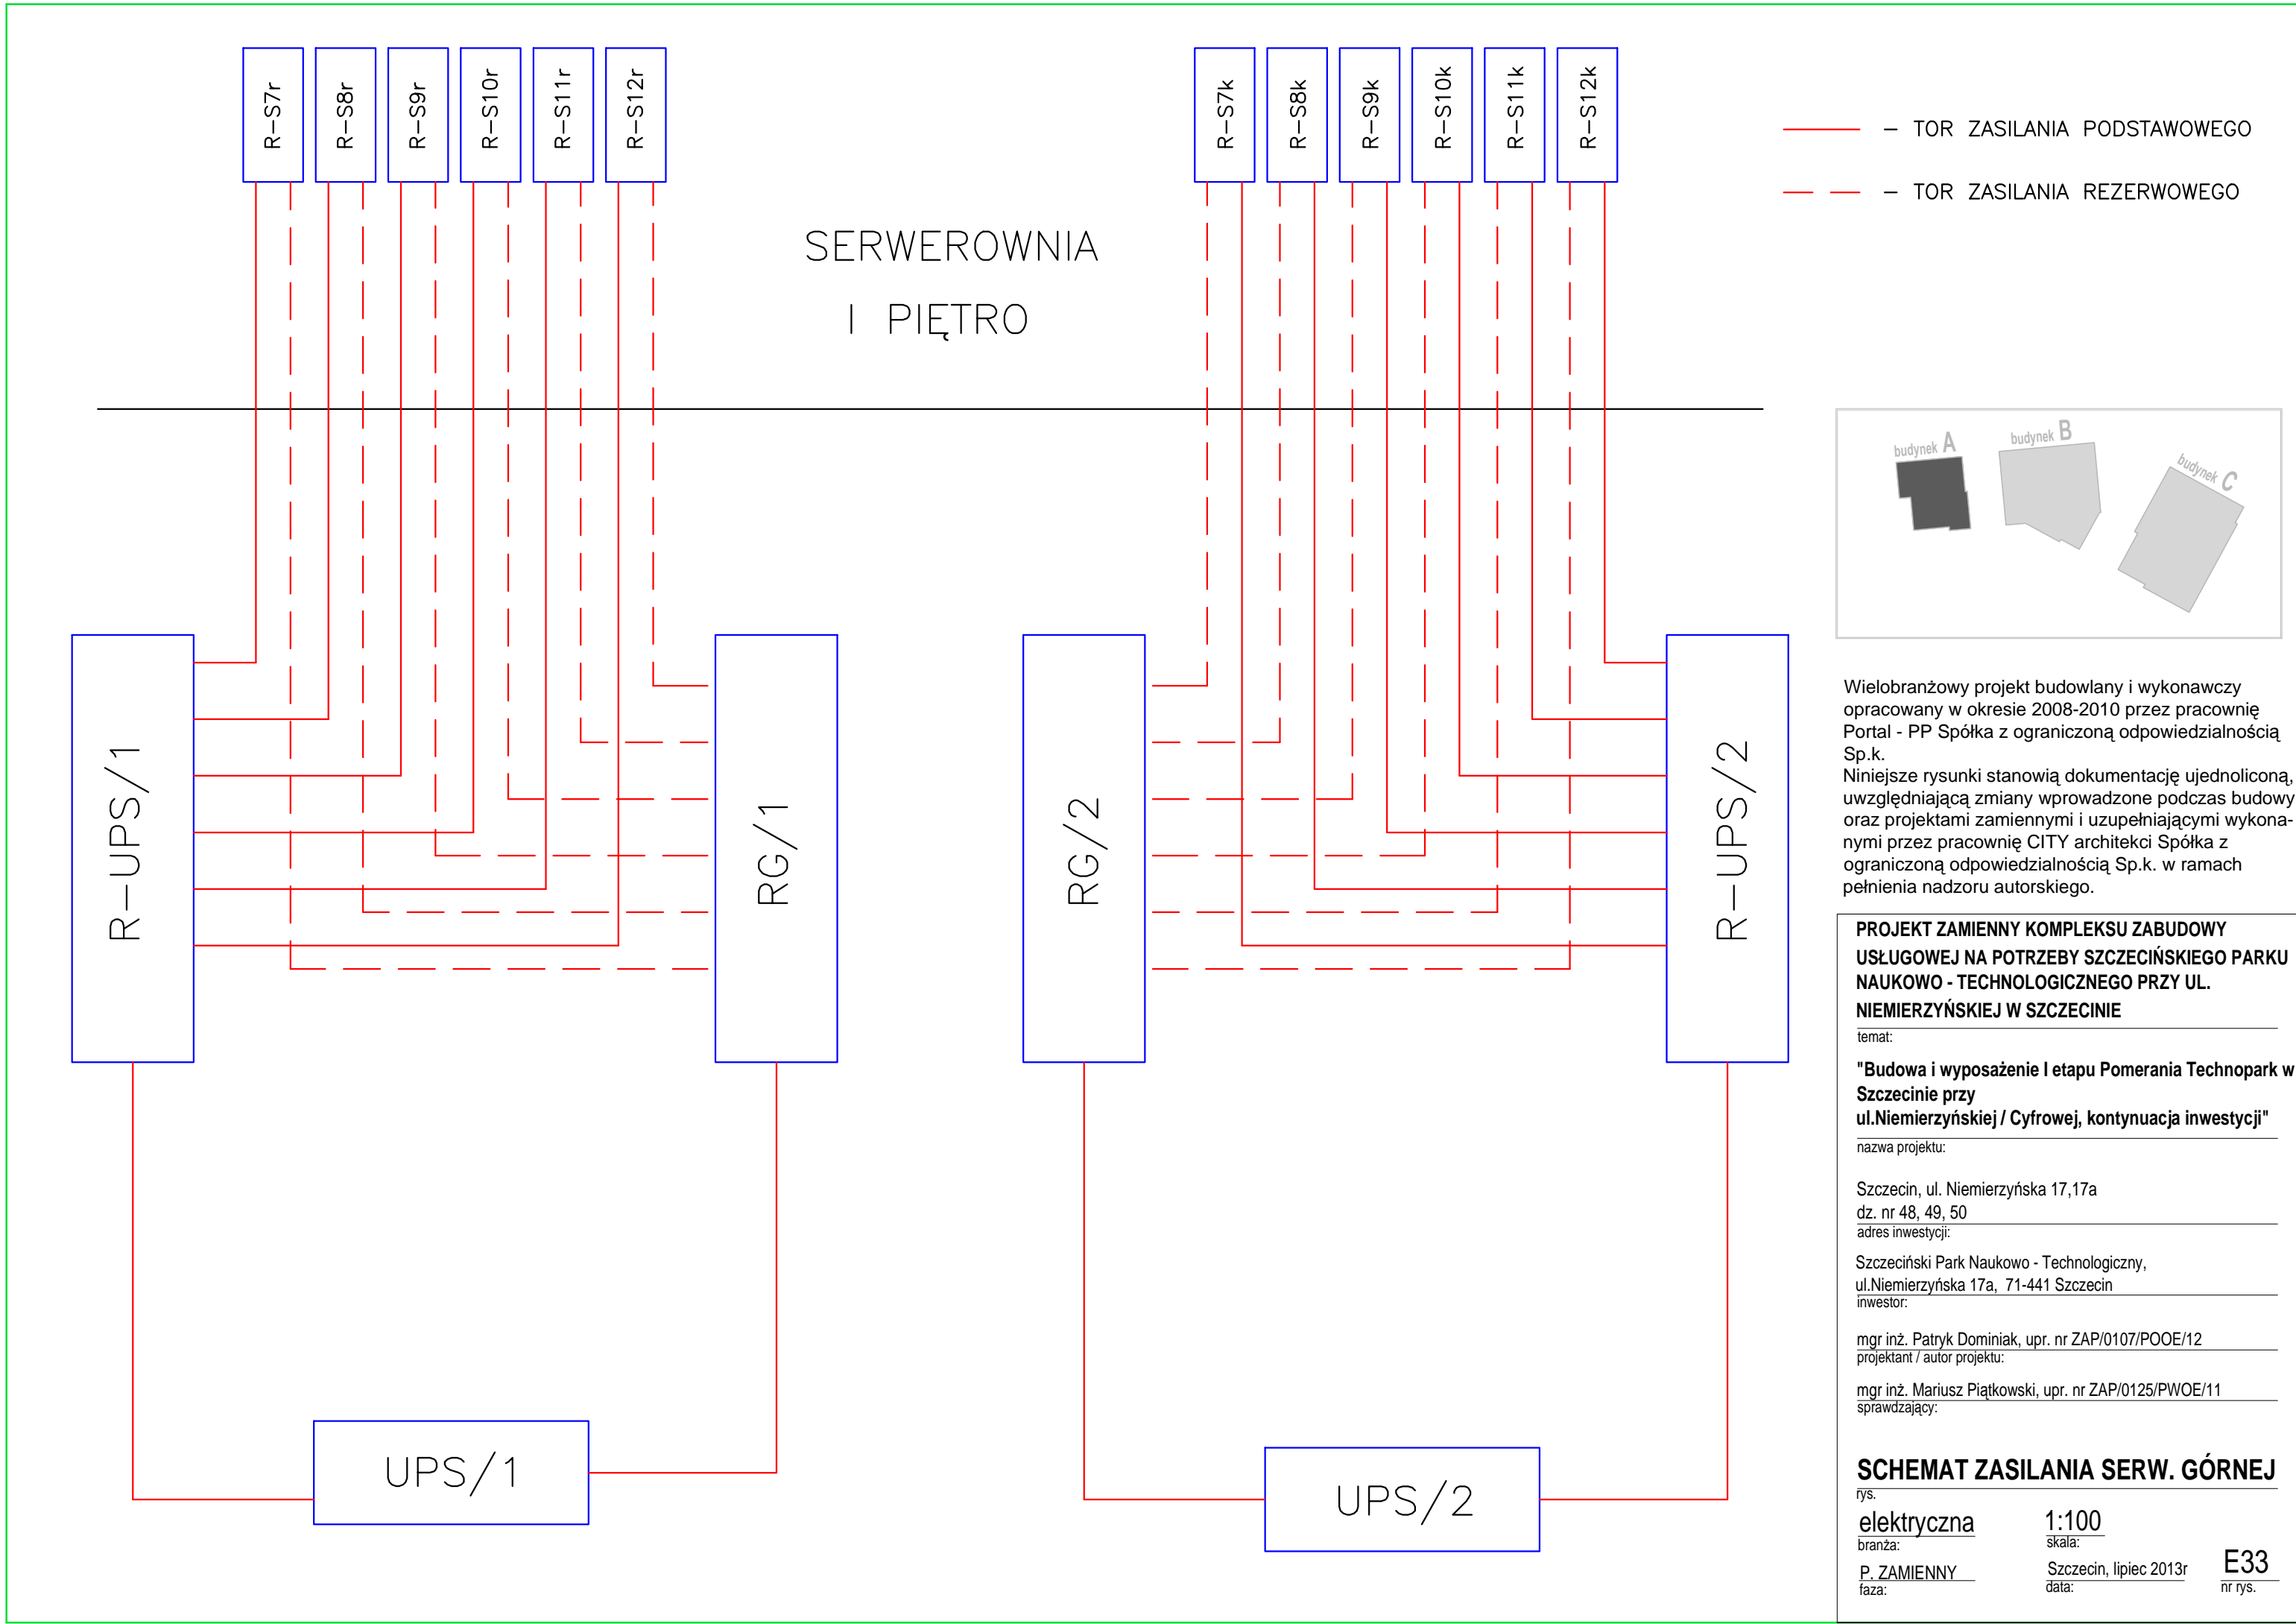 R-S7r
R-S8r
R-S9r
R-S10r
R-S11r
R-S12r
R-S7k
R-S8k
R-S9k
R-S10k
R-S11k
R-S12k
– TOR ZASILANIA PODSTAWOWEGO
– TOR ZASILANIA REZERWOWEGO
SERWEROWNIA
I PIĘTRO
budynek A
budynek B
budynek C
R-UPS/1
RG/1
RG/2
R-UPS/2
UPS/1
UPS/2
Wielobranżowy projekt budowlany i wykonawczy
opracowany w okresie 2008-2010 przez pracownię
Portal - PP Spółka z ograniczoną odpowiedzialnością
Sp.k.
Niniejsze rysunki stanowią dokumentację ujednoliconą,
uwzględniającą zmiany wprowadzone podczas budowy
oraz projektami zamiennymi i uzupełniającymi wykona-
nymi przez pracownię CITY architekci Spółka z
ograniczoną odpowiedzialnością Sp.k. w ramach
pełnienia nadzoru autorskiego.
PROJEKT ZAMIENNY KOMPLEKSU ZABUDOWY
USŁUGOWEJ NA POTRZEBY SZCZECIŃSKIEGO PARKU
NAUKOWO - TECHNOLOGICZNEGO PRZY UL.
NIEMIERZYŃSKIEJ W SZCZECINIE
temat:
"Budowa i wyposażenie I etapu Pomerania Technopark w
Szczecinie przy
ul.Niemierzyńskiej / Cyfrowej, kontynuacja inwestycji"
nazwa projektu:
Szczecin, ul. Niemierzyńska 17,17a
dz. nr 48, 49, 50
adres inwestycji:
Szczeciński Park Naukowo - Technologiczny,
ul.Niemierzyńska 17a, 71-441 Szczecin
inwestor:
mgr inż. Patryk Dominiak, upr. nr ZAP/0107/POOE/12
projektant / autor projektu:
mgr inż. Mariusz Piątkowski, upr. nr ZAP/0125/PWOE/11
sprawdzający:
SCHEMAT ZASILANIA SERW. GÓRNEJ
rys.
elektryczna
branża:
1:100
skala:
P. ZAMIENNY
faza:
Szczecin, lipiec 2013r
data:
E33
nr rys.